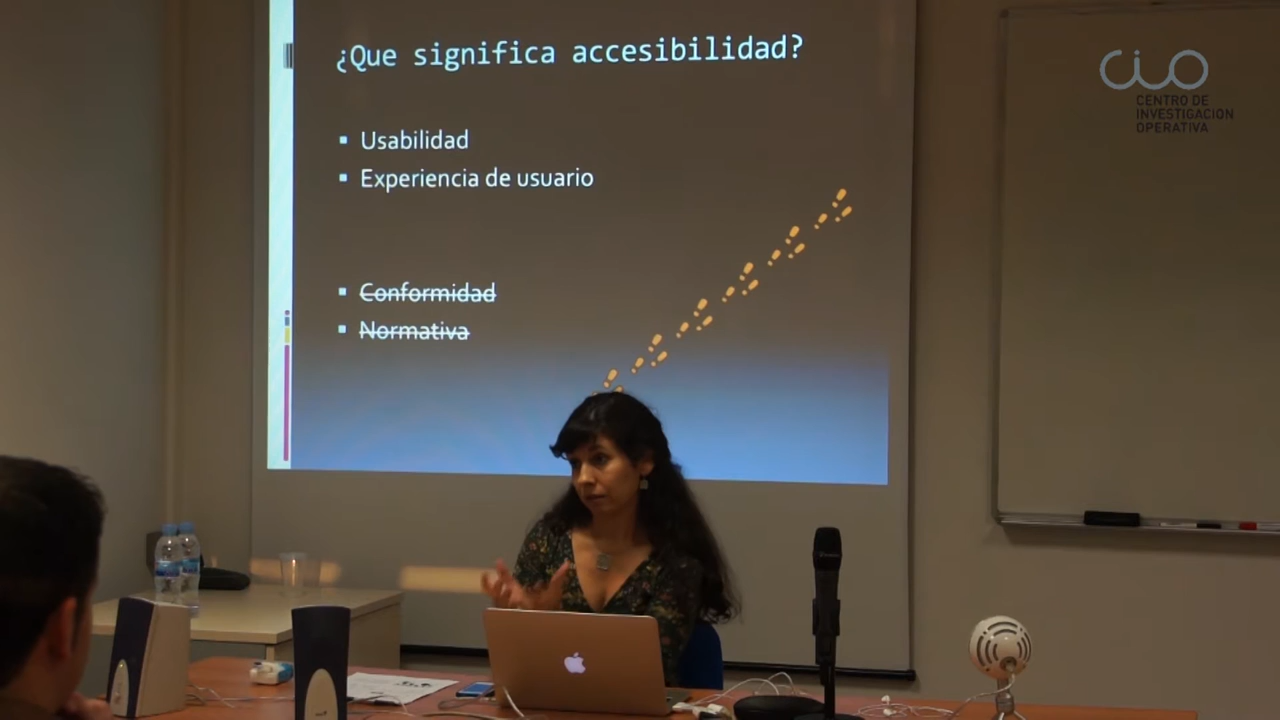 ¿Que significa accesibilidad?
Usabilidad
Experiencia de usuario
Conformidad
Normativa
CIO
CENTRO DE
INVESTIGACION
OPERATIVA